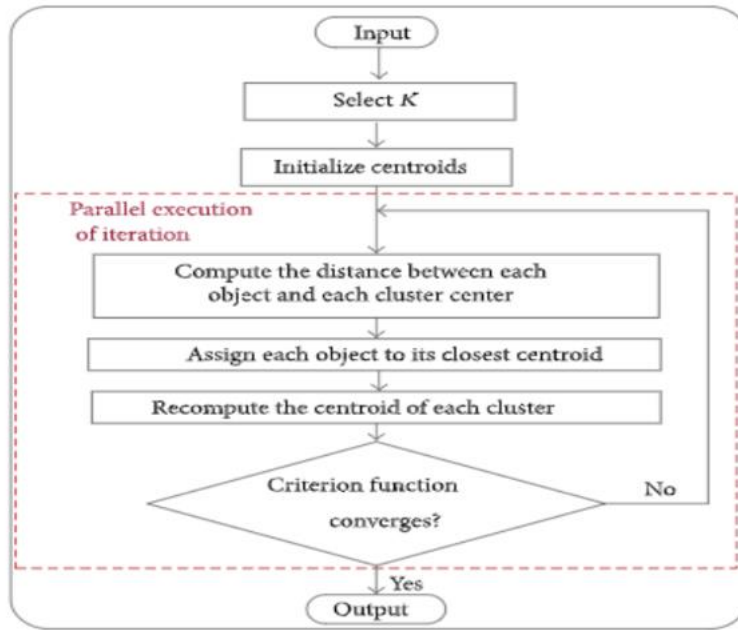 Input
Select K
Initialize centroids
Parallel execution
of iteration
Compute the distance between each
object and each cluster center
Assign each object to its closest centroid
Recompute the centroid of each cluster
Criterion function
converges?
No
Yes
Output